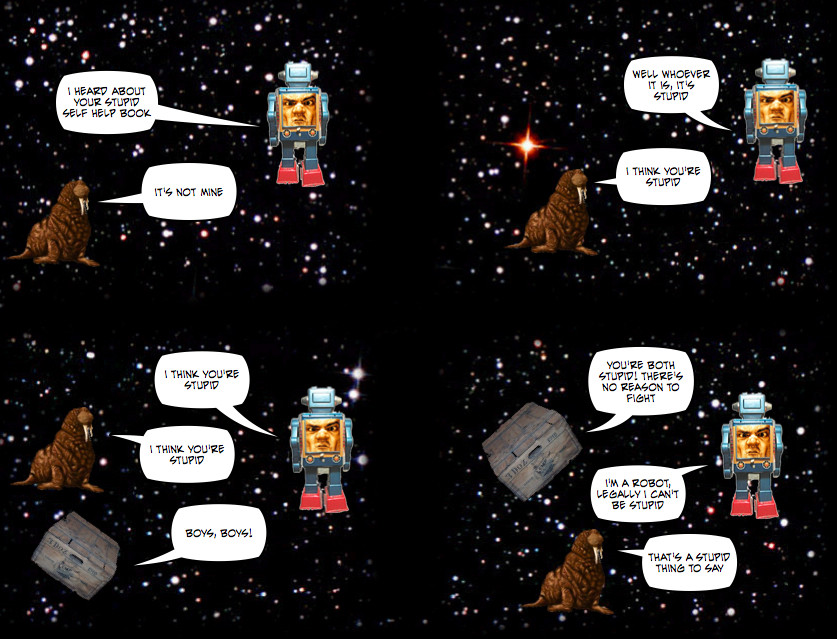 I HEARD ABOUT
YOUR STUPID
SELF HELP BOOK
IT'S NOT MINE
WELL WHOEVER
IT IS, IT'S
STUPID
I THINK YOU'RE
STUPID
I THINK YOU'RE
STUPID
I THINK YOU'RE
STUPID
BOYS, BOYS!
YOU'RE BOTH
STUPID! THERE'S
NO REASON TO
FIGHT
I'M A ROBOT,
LEGALLY I CAN'T
BE STUPID
THAT'S A STUPID
THING TO SAY